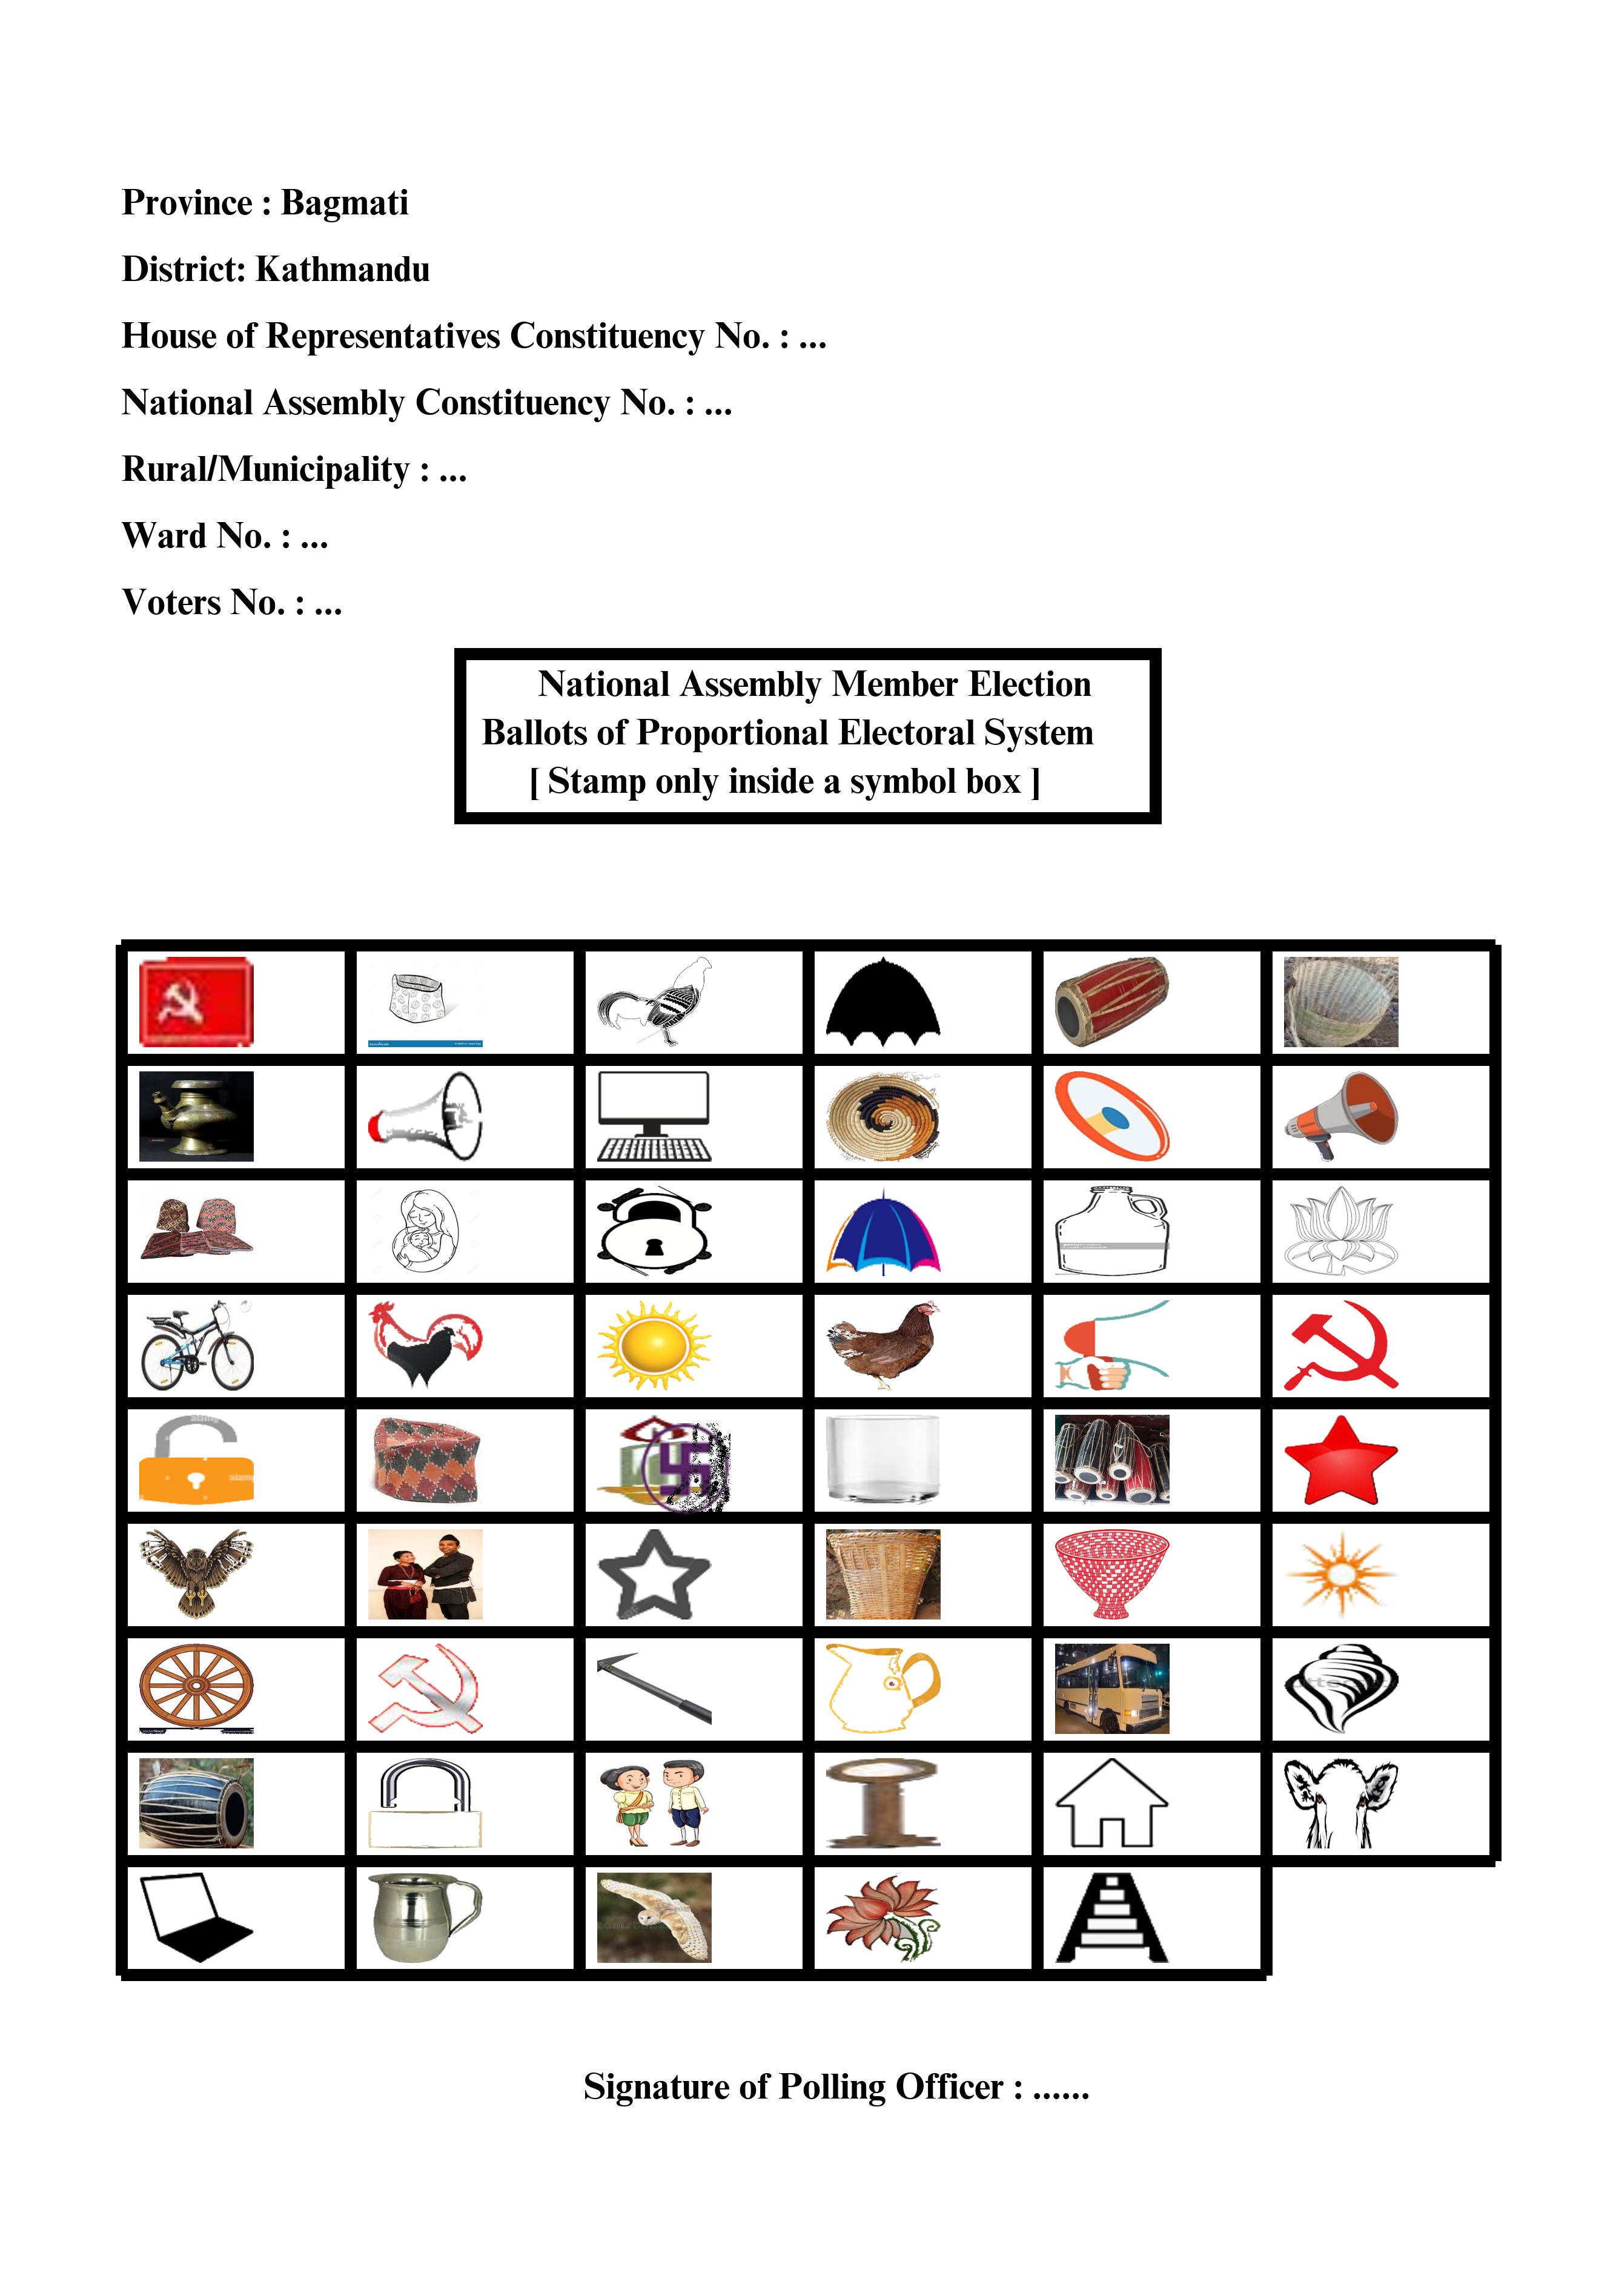 Province : Bagmati
District: Kathmandu
House of Representatives Constituency No. : ...
National Assembly Constituency No. : ...
Rural/Municipality : ...
Ward No. : ...
Voters No. : ...
National Assembly Member Election
Ballots of Proportional Electoral System
[ Stamp only inside a symbol box ]
Signature of Polling Officer : ......